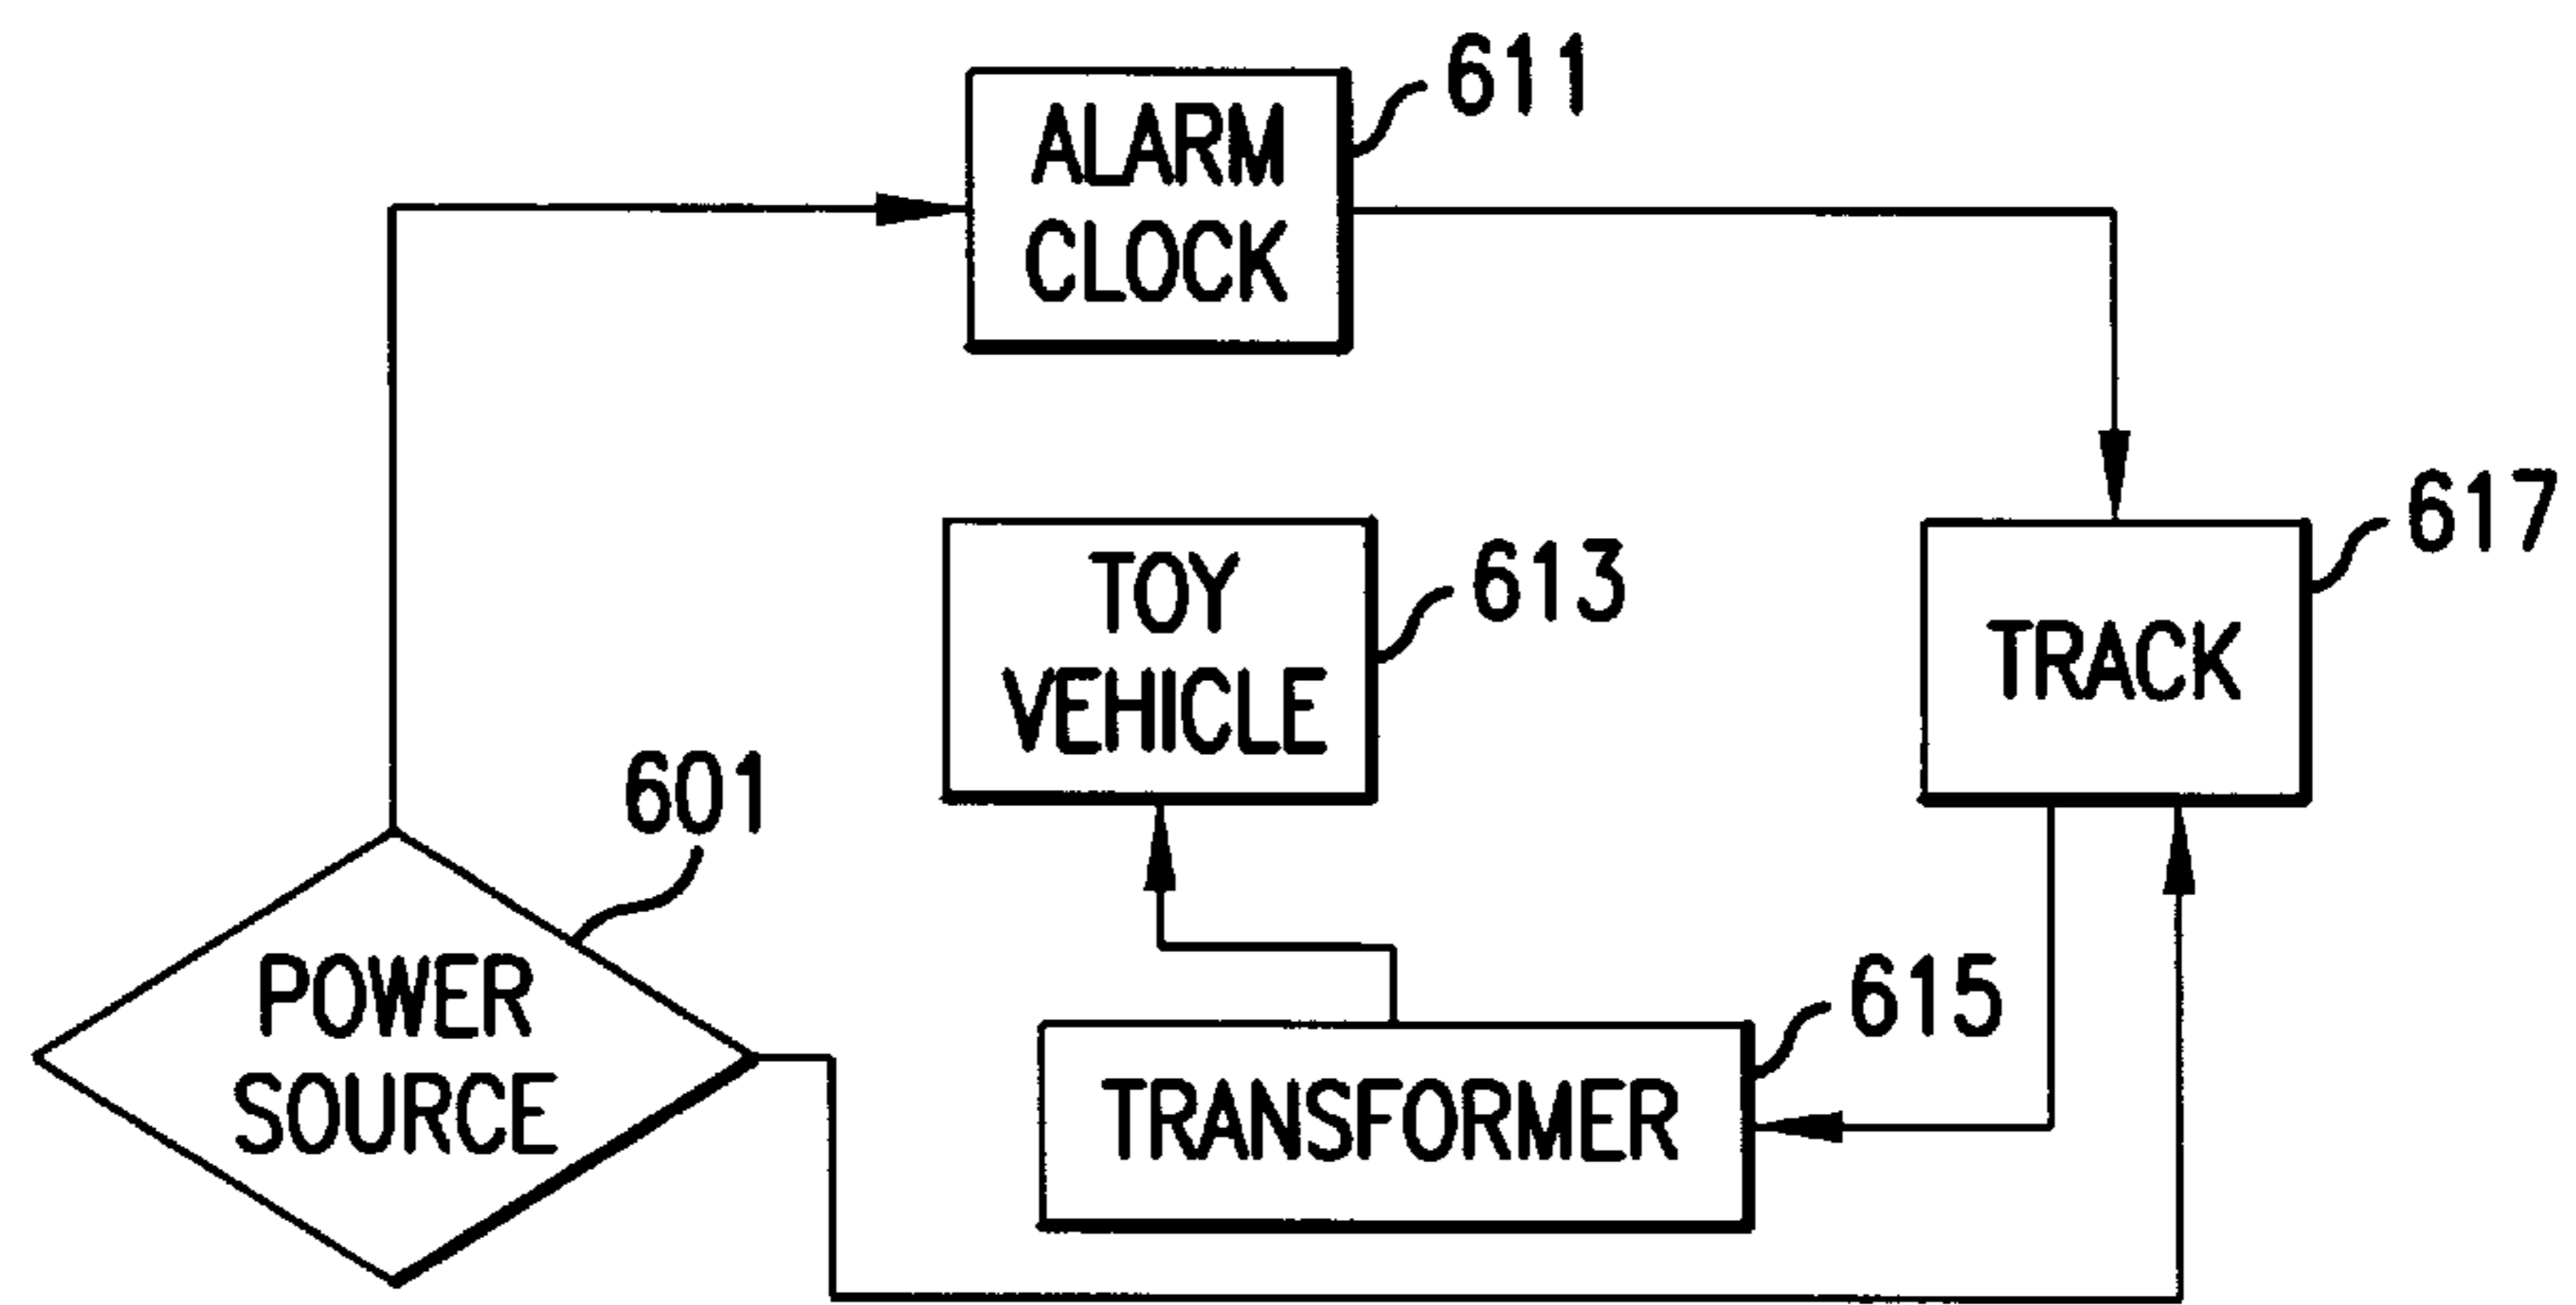 611
ALARM
CLOCK
617
613
TOY
VEHICLE
TRACK
601
615
POWER
SOURCE
TRANSFORMER